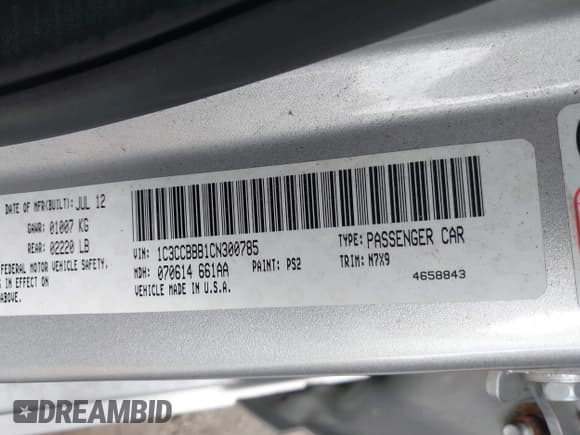 DATE OF MFR(BUILT): JUL 12
GAWR: 01007 KG
REAR: 02220 LB
FEDERAL MOTOR VEHICLE SAFETY,
S IN EFFECT ON
ABOVE.
VIN: 1C3CCBBB1CN300785
TYPE: PASSENGER CAR
MDH: 070614 661AA
PAINT: PS2
TRIM: N7X9
VEHICLE MADE IN U.S.A.
4658843
DREAMBID